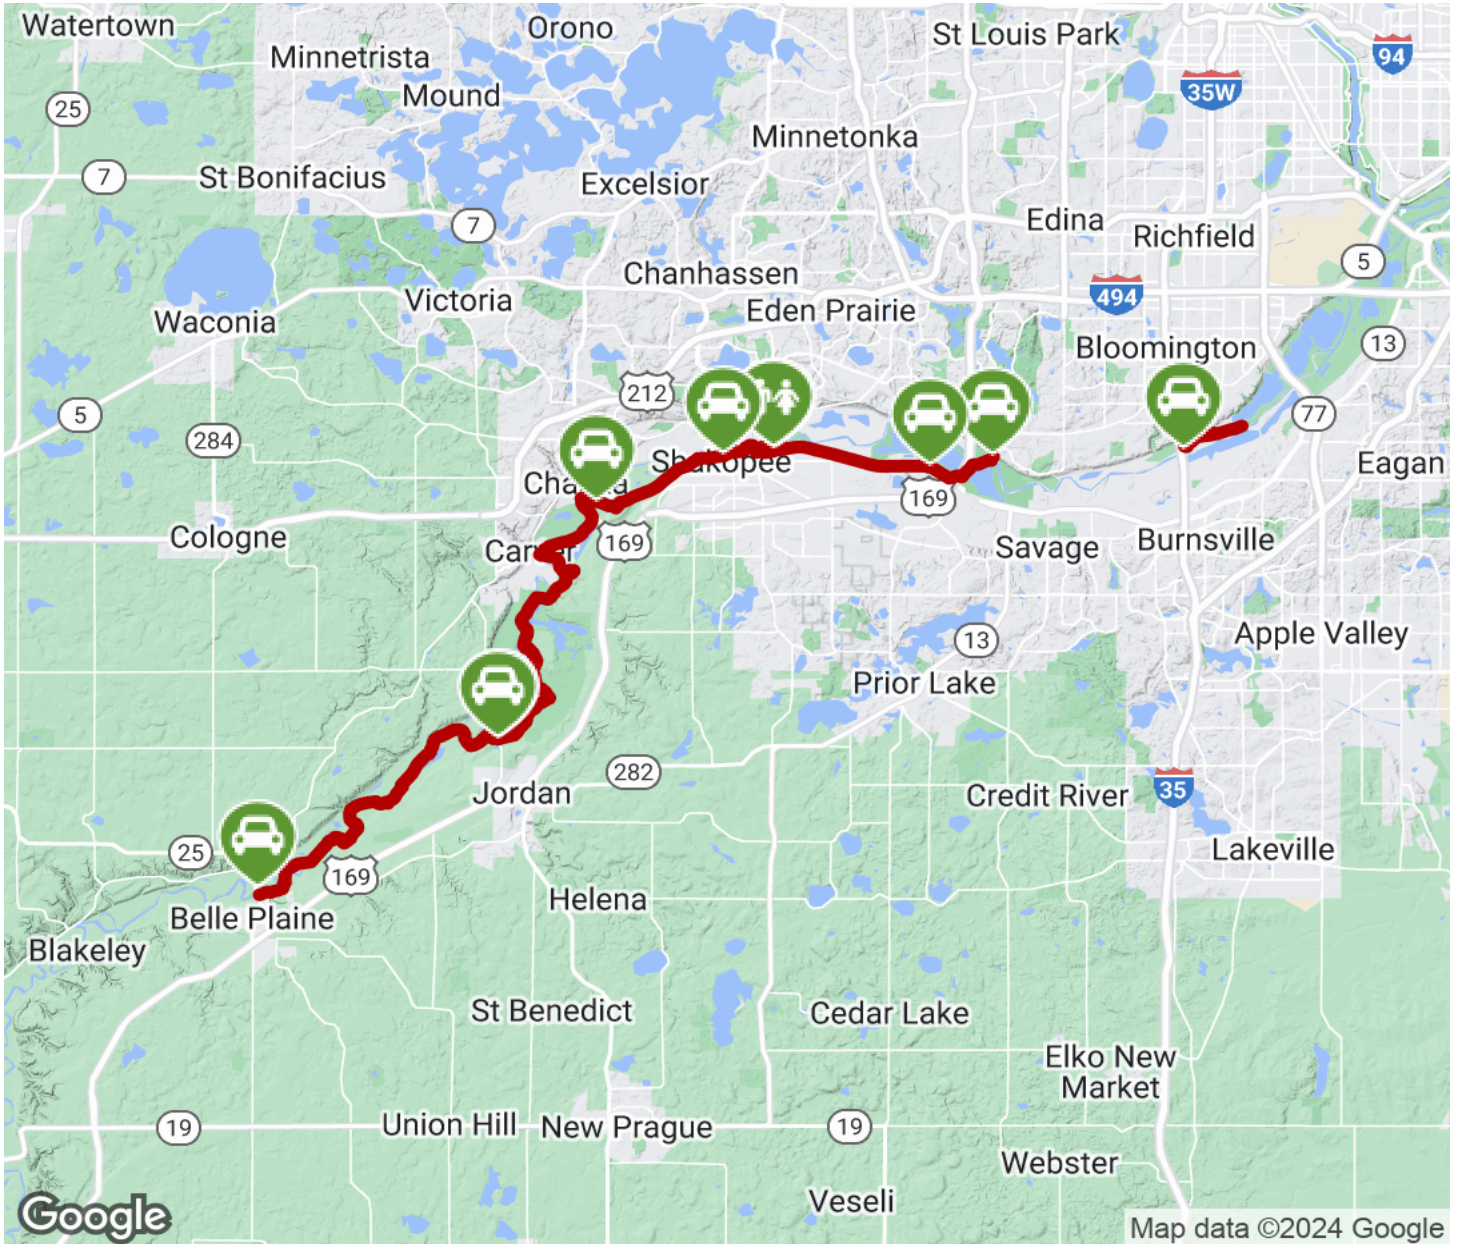 Watertown
Orono
St Louis Park
Minnetrista
94
35W
Mound
25
Minnetonka
7
St Bonifacius
Excelsior
7
Edina
Richfield
5
Chanhassen
494
Victoria
Eden Prairie
Waconia
13
Bloomington
212
5
77
284
Shakopee
Eagan
169
Cologne
169
Savage
Burnsville
13
Apple Valley
Prior Lake
282
35
Jordan
Credit River
25
Lakeville
169
Helena
Belle Plaine
Blakeley
St Benedict
Cedar Lake
Elko New
Market
19
Union Hill
New Prague
19
Webster
Veseli
Google
Map data ©2024 Google